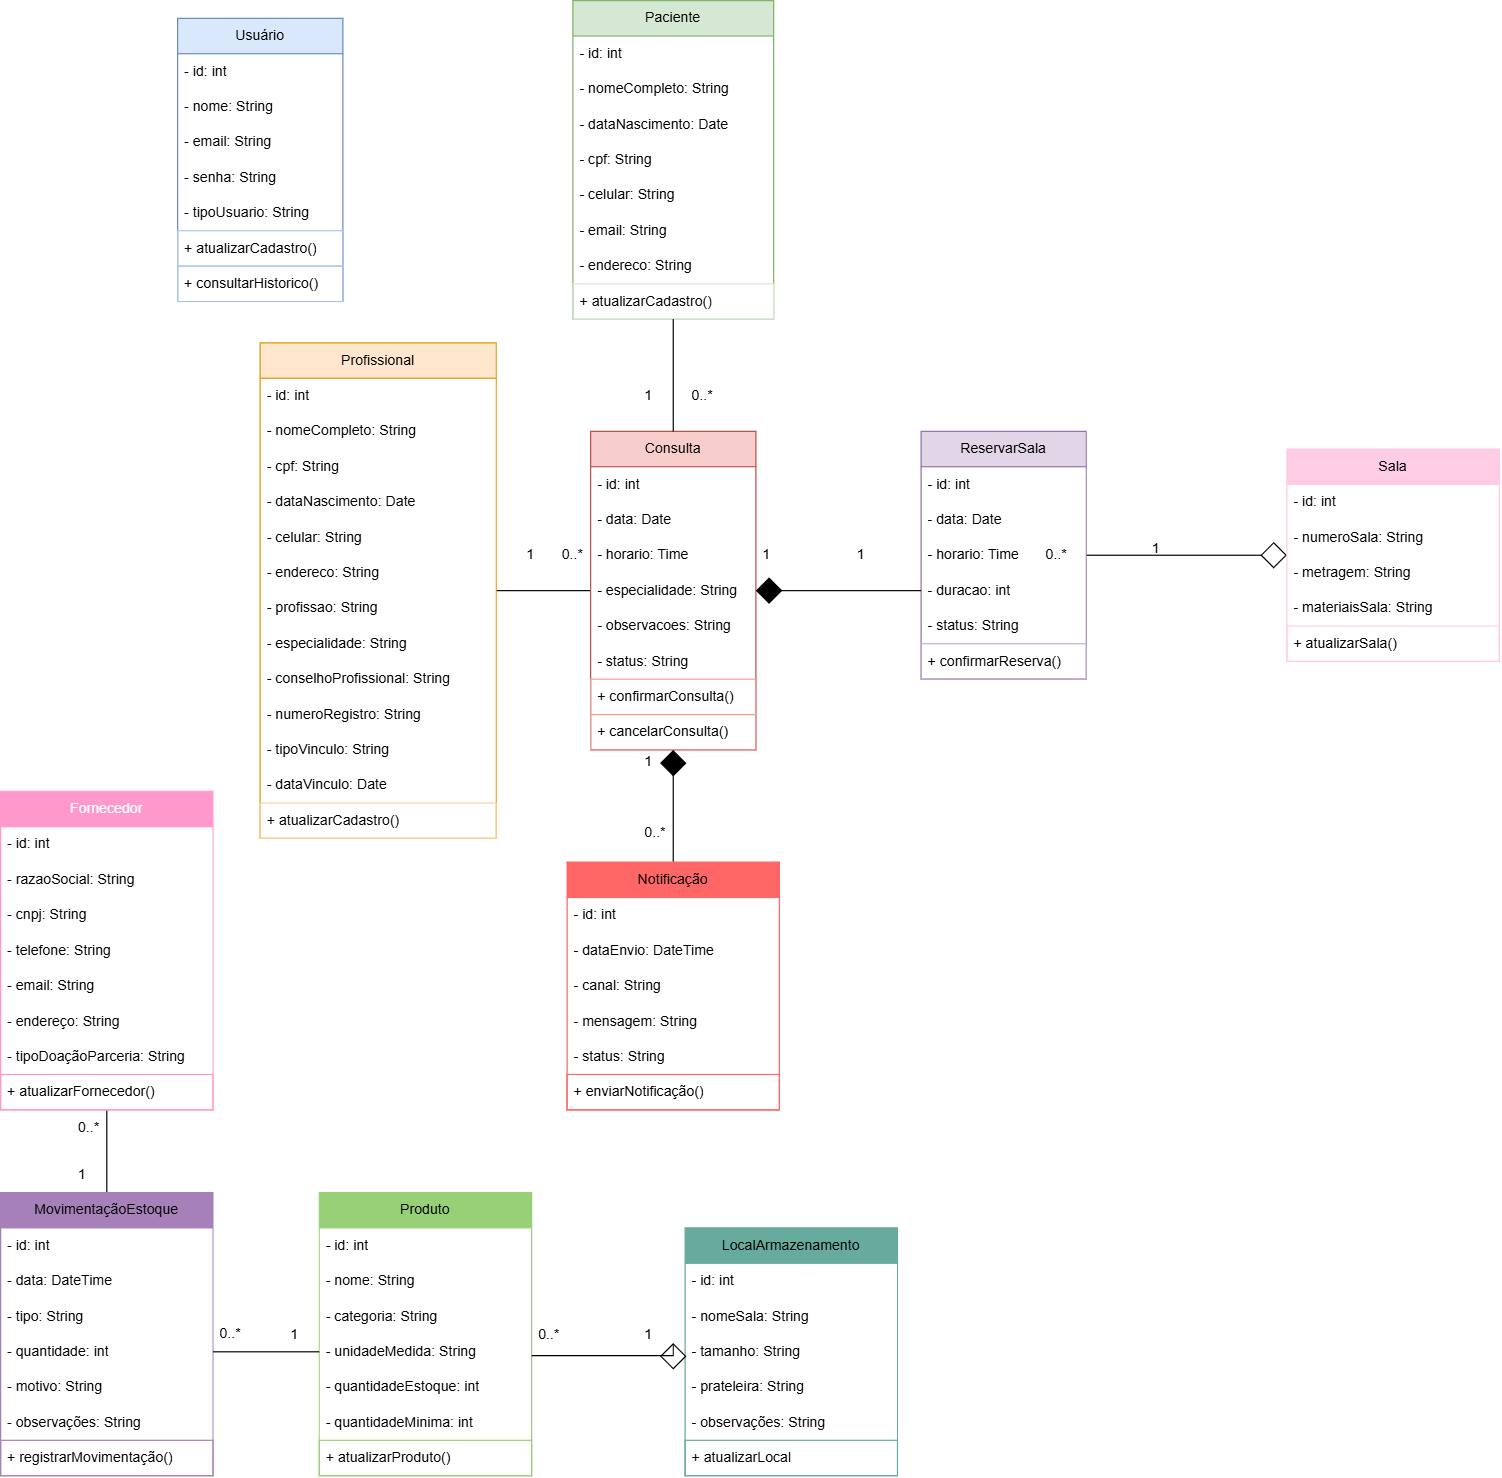 Usuário
- id: int
- nome: String
- email: String
- senha: String
- tipoUsuario: String
+ atualizarCadastro()
+ consultarHistorico()
Paciente
- id: int
- nomeCompleto: String
- dataNascimento: Date
- cpf: String
- celular: String
- email: String
- endereco: String
+ atualizarCadastro()
1
0..*
Profissional
- id: int
- nomeCompleto: String
- cpf: String
- dataNascimento: Date
- celular: String
- endereco: String
- profissao: String
- especialidade: String
- conselhoProfissional: String
- numeroRegistro: String
- tipoVinculo: String
- dataVinculo: Date
+ atualizarCadastro()
1
0..*
Consulta
- id: int
- data: Date
- horario: Time
- especialidade: String
- observacoes: String
- status: String
+ confirmarConsulta()
+ cancelarConsulta()
1
1
ReservarSala
- id: int
- data: Date
- horario: Time
- duracao: int
- status: String
+ confirmarReserva()
0..*
1
Sala
- id: int
- numeroSala: String
- metragem: String
- materiaisSala: String
+ atualizarSala()
1
0..*
Notificação
- id: int
- dataEnvio: DateTime
- canal: String
- mensagem: String
- status: String
+ enviarNotificação()
Fornecedor
- id: int
- razaoSocial: String
- cnpj: String
- telefone: String
- email: String
- endereço: String
- tipoDoaçãoParceria: String
+ atualizarFornecedor()
0..*
1
MovimentaçãoEstoque
- id: int
- data: DateTime
- tipo: String
- quantidade: int
- motivo: String
- observações: String
+ registrarMovimentação()
0..*
1
Produto
- id: int
- nome: String
- categoria: String
- unidadeMedida: String
- quantidadeEstoque: int
- quantidadeMinima: int
+ atualizarProduto()
0..*
1
LocalArmazenamento
- id: int
- nomeSala: String
- tamanho: String
- prateleira: String
- observações: String
+ atualizarLocal